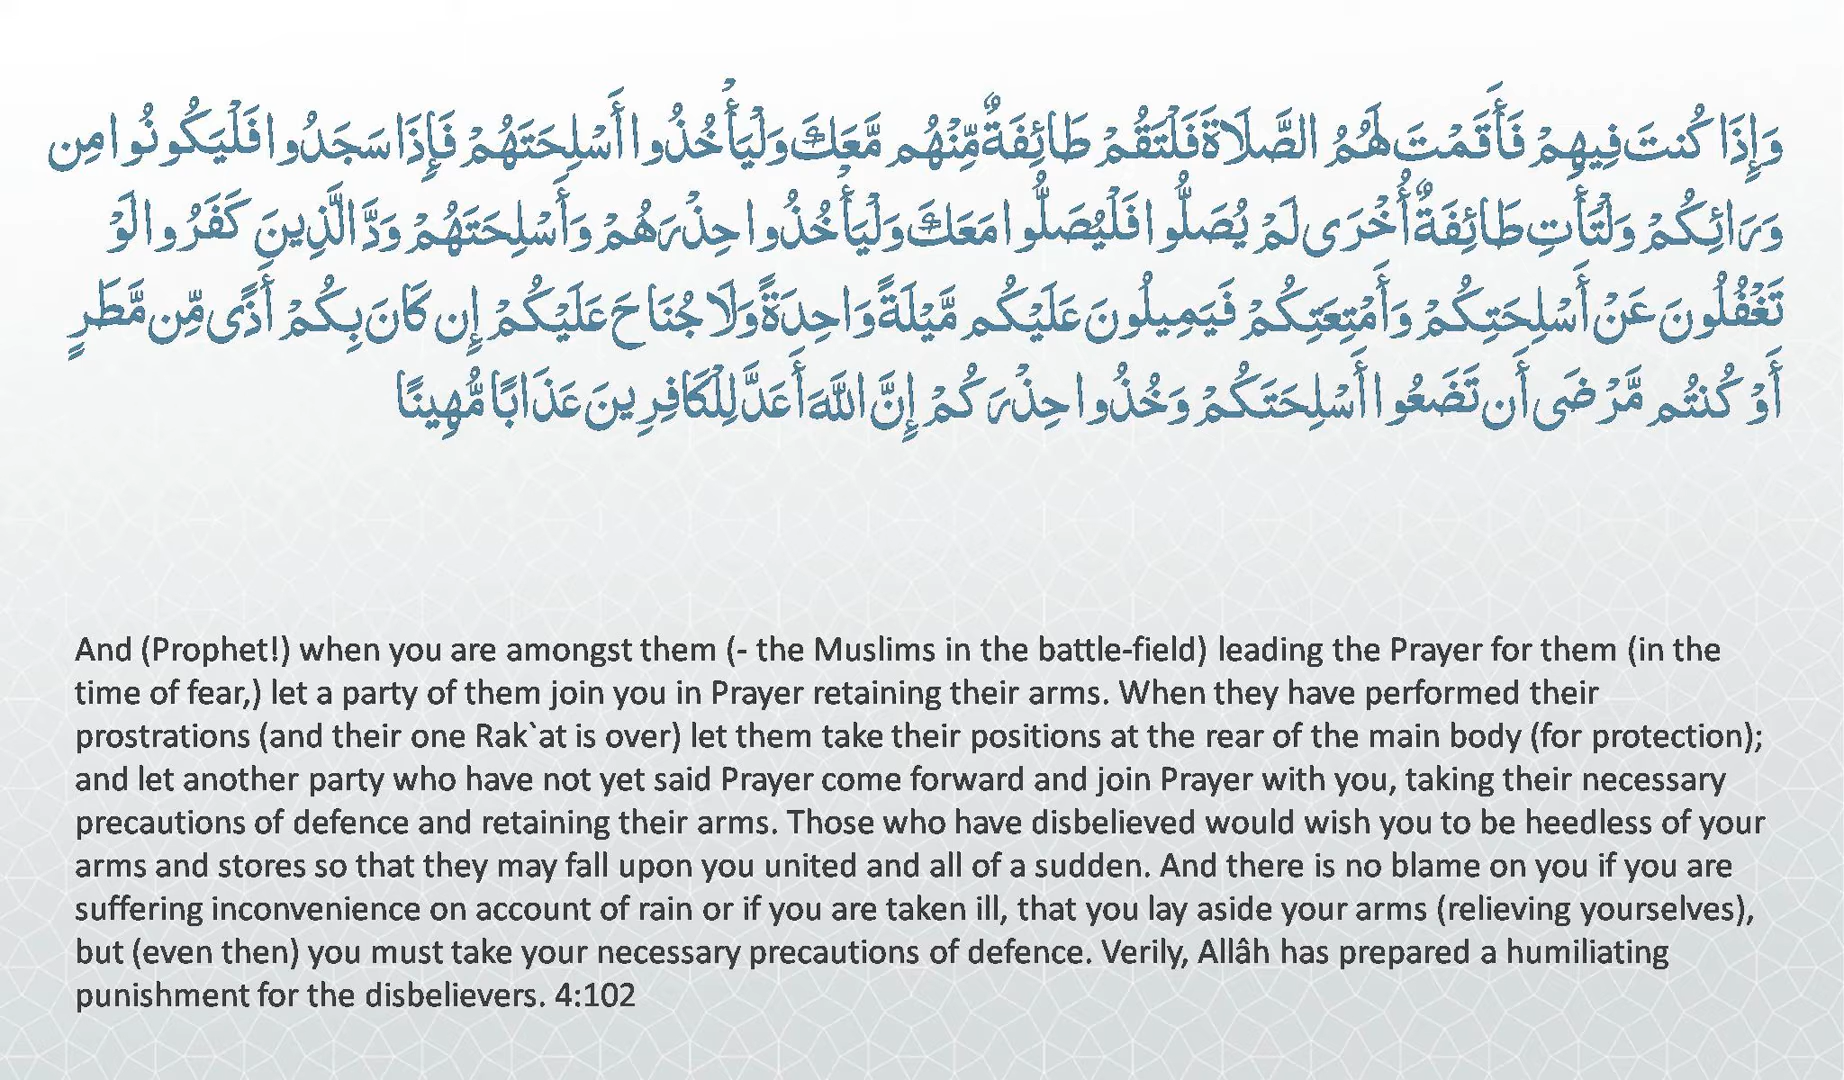 وَإِذَا كُنتَ فِيهِمْ فَأَقَمْتَ لَهُمُ الصَّلَاةَ فَلْتَقُمْ طَائِفَةٌ مِّنْهُم مَّعَكَ وَلْيَأْخُذُوا أَسْلِحَتَهُمْ فَإِذَا سَجَدُوا فَلْيَكُونُوا مِن
وَرَائِكُمْ وَلْتَأْتِ طَائِفَةٌ أُخْرَى لَمْ يُصَلُّوا فَلْيُصَلُّوا مَعَكَ وَلْيَأْخُذُوا حِذْرَهُمْ وَأَسْلِحَتَهُمْ وَدَّ الَّذِينَ كَفَرُوا لَوْ
تَغْفُلُونَ عَنْ أَسْلِحَتِكُمْ وَأَمْتِعَتِكُمْ فَيَمِيلُونَ عَلَيْكُم مَّيْلَةً وَاحِدَةً وَلَا جُنَاحَ عَلَيْكُمْ إِن كَانَ بِكُمْ أَذًى مِّن مَّطَرٍ
أَوْ كُنتُم مَّرْضَى أَن تَضَعُوا أَسْلِحَتَكُمْ وَخُذُوا حِذْرَكُمْ إِنَّ اللَّهَ أَعَدَّ لِلْكَافِرِينَ عَذَابًا مُّهِينًا
And (Prophet!) when you are amongst them (- the Muslims in the battle-field) leading the Prayer for them (in the
time of fear,) let a party of them join you in Prayer retaining their arms. When they have performed their
prostrations (and their one Rak`at is over) let them take their positions at the rear of the main body (for protection);
and let another party who have not yet said Prayer come forward and join Prayer with you, taking their necessary
precautions of defence and retaining their arms. Those who have disbelieved would wish you to be heedless of your
arms and stores so that they may fall upon you united and all of a sudden. And there is no blame on you if you are
suffering inconvenience on account of rain or if you are taken ill, that you lay aside your arms (relieving yourselves),
but (even then) you must take your necessary precautions of defence. Verily, Allâh has prepared a humiliating
punishment for the disbelievers. 4:102